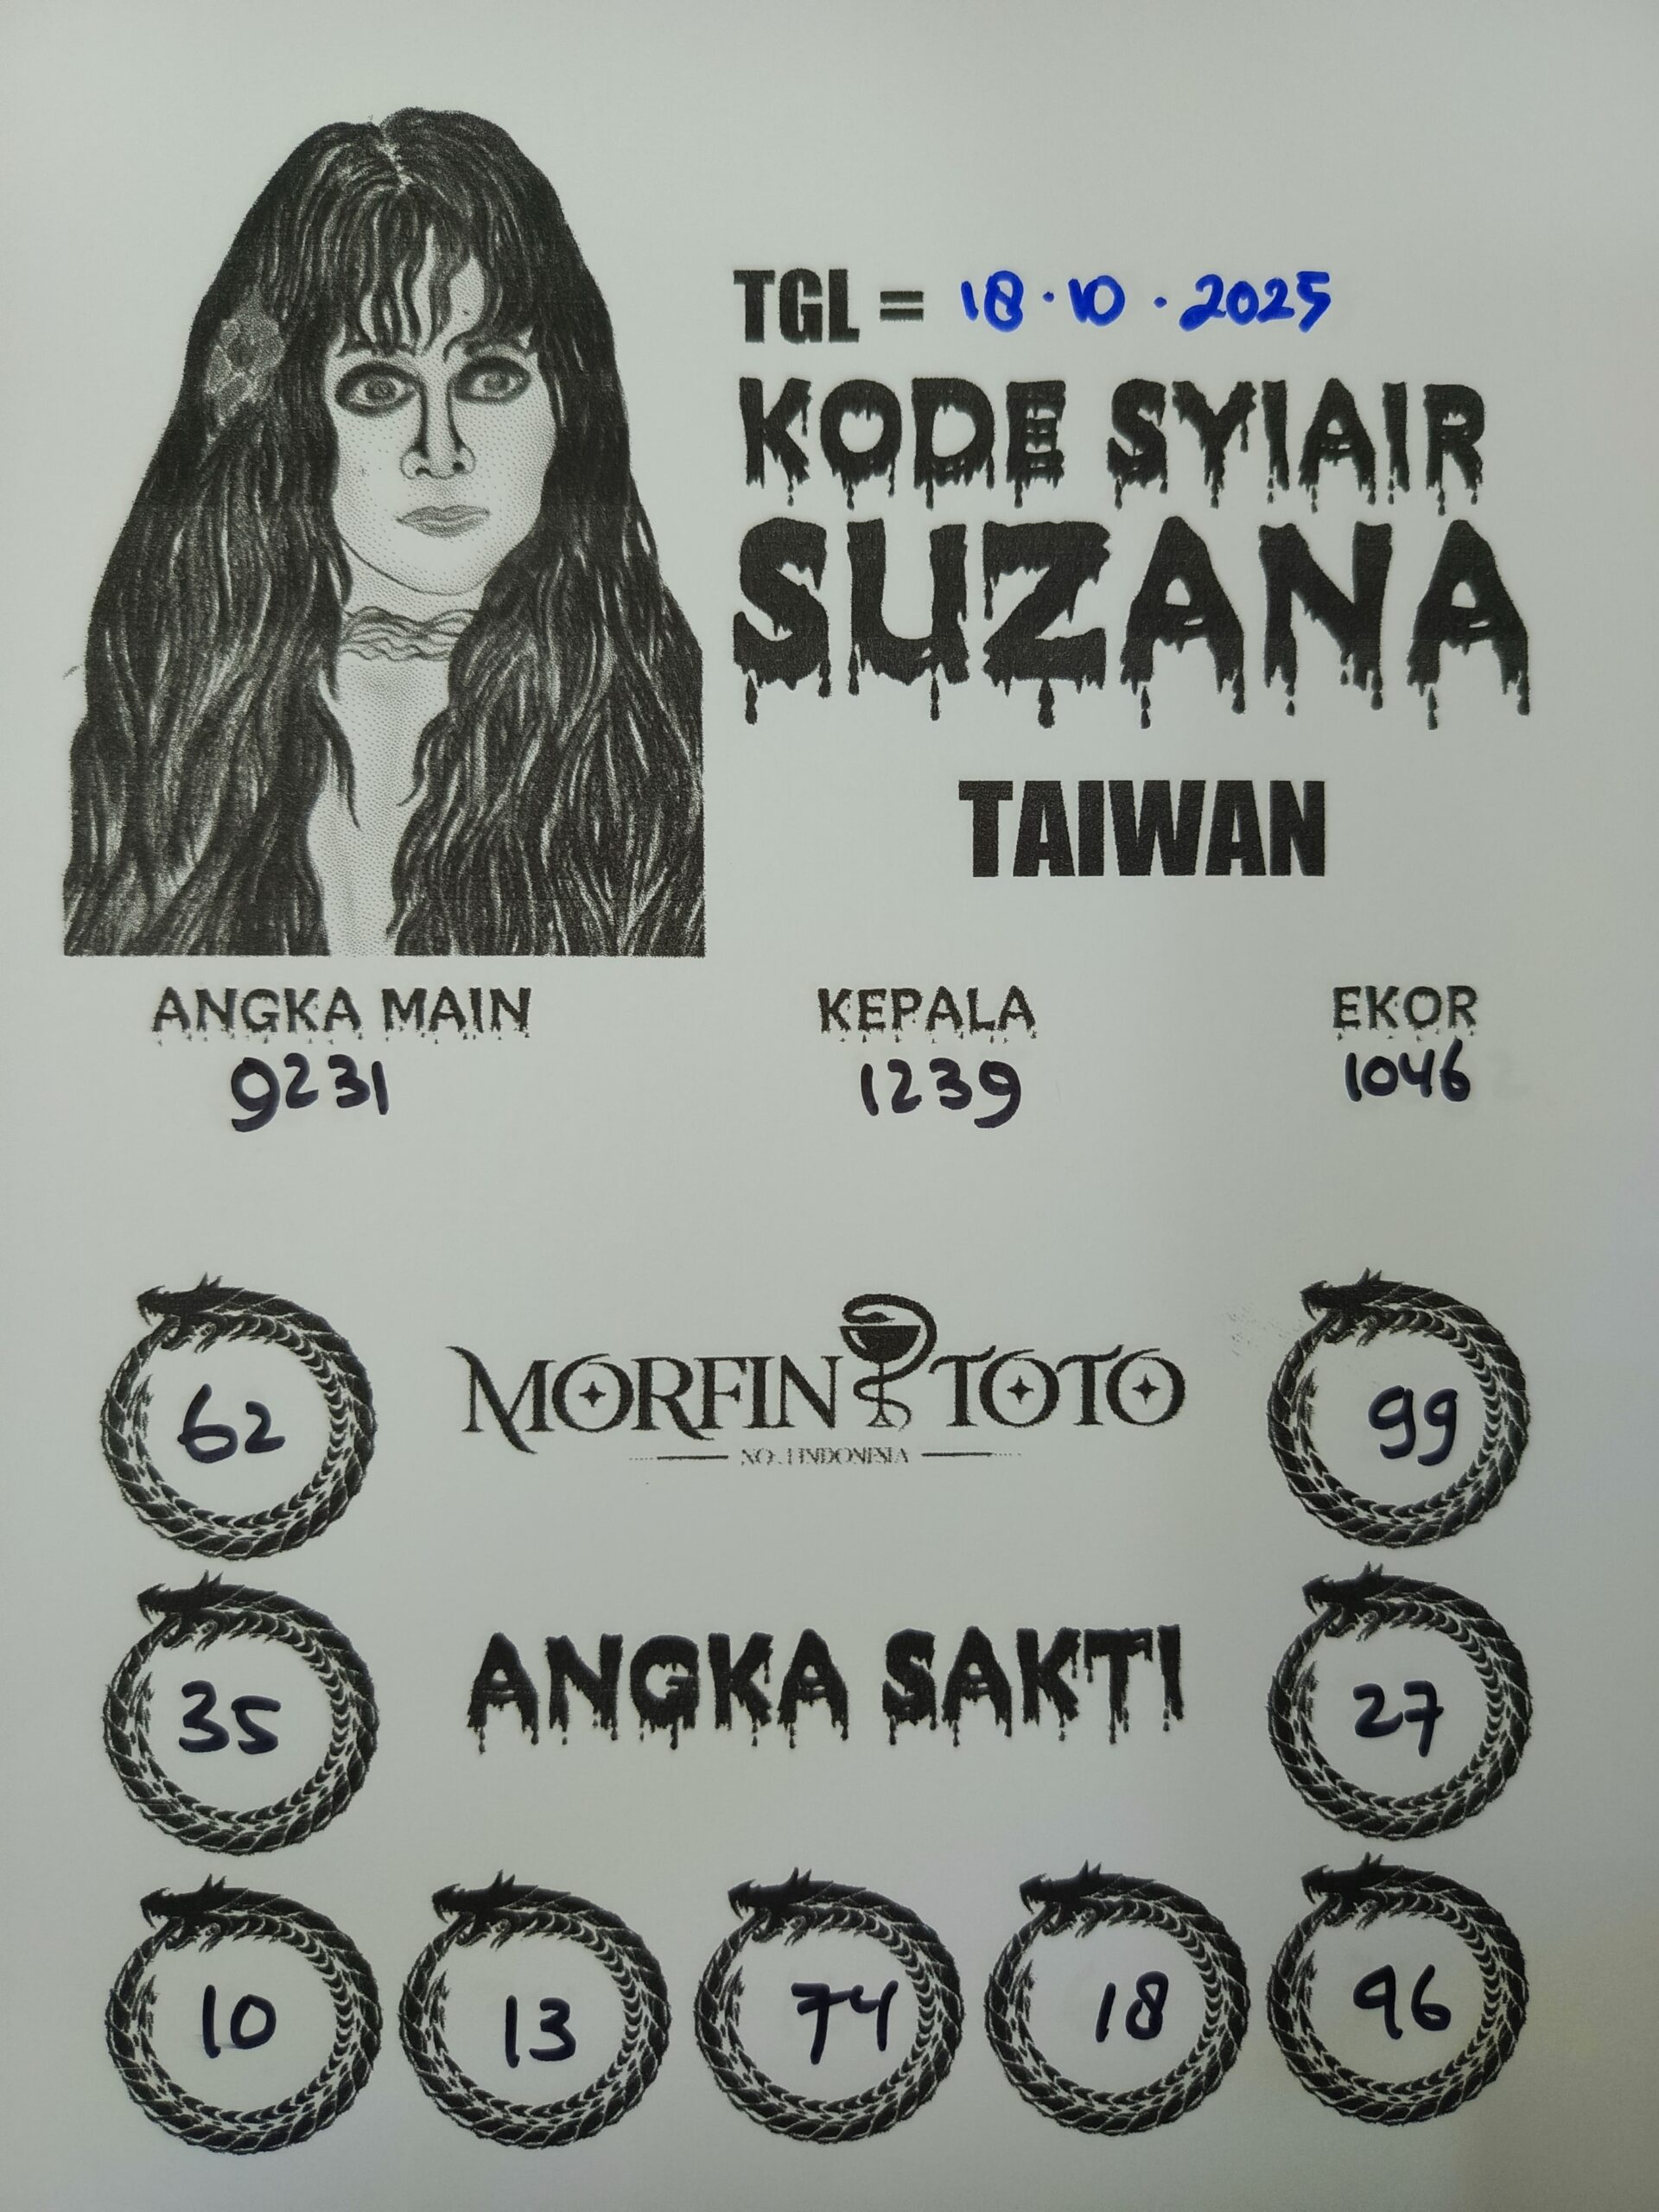 TGL = 18·10·2025
KODE SYIAIR
SUZANA
TAIWAN
ANGKA MAIN KEPALA EKOR
9231 1239 1046
62 MORFIN TOTO 99
NO.1 INDONESIA
35 ANGKA SAKTI 27
10 13 74 18 96